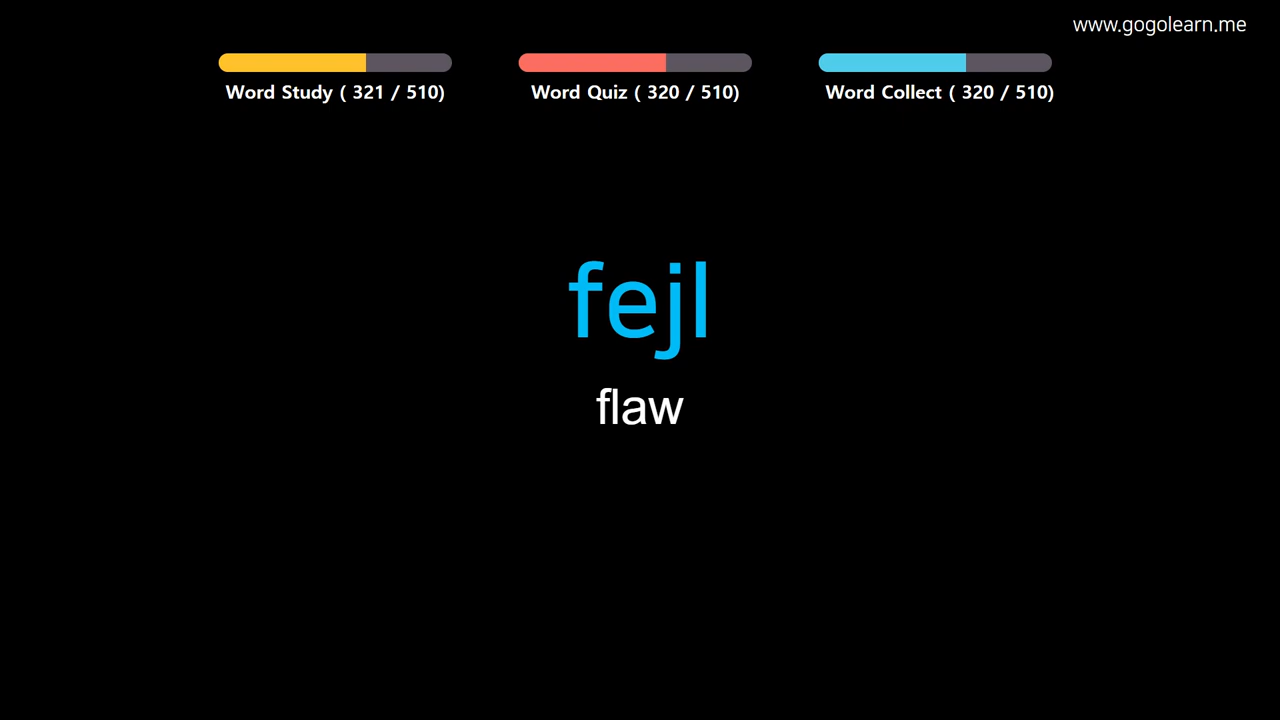 www.gogolearn.me
Word Study ( 321 / 510)
Word Quiz ( 320 / 510)
Word Collect ( 320 / 510)
fejl
flaw